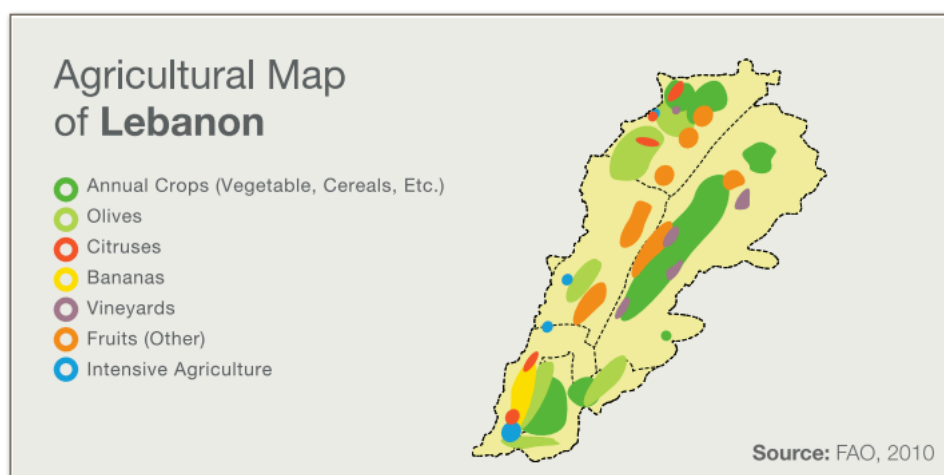 Agricultural Map
of Lebanon
Annual Crops (Vegetable, Cereals, Etc.)
Olives
Citruses
Bananas
Vineyards
Fruits (Other)
Intensive Agriculture
Source: FAO, 2010